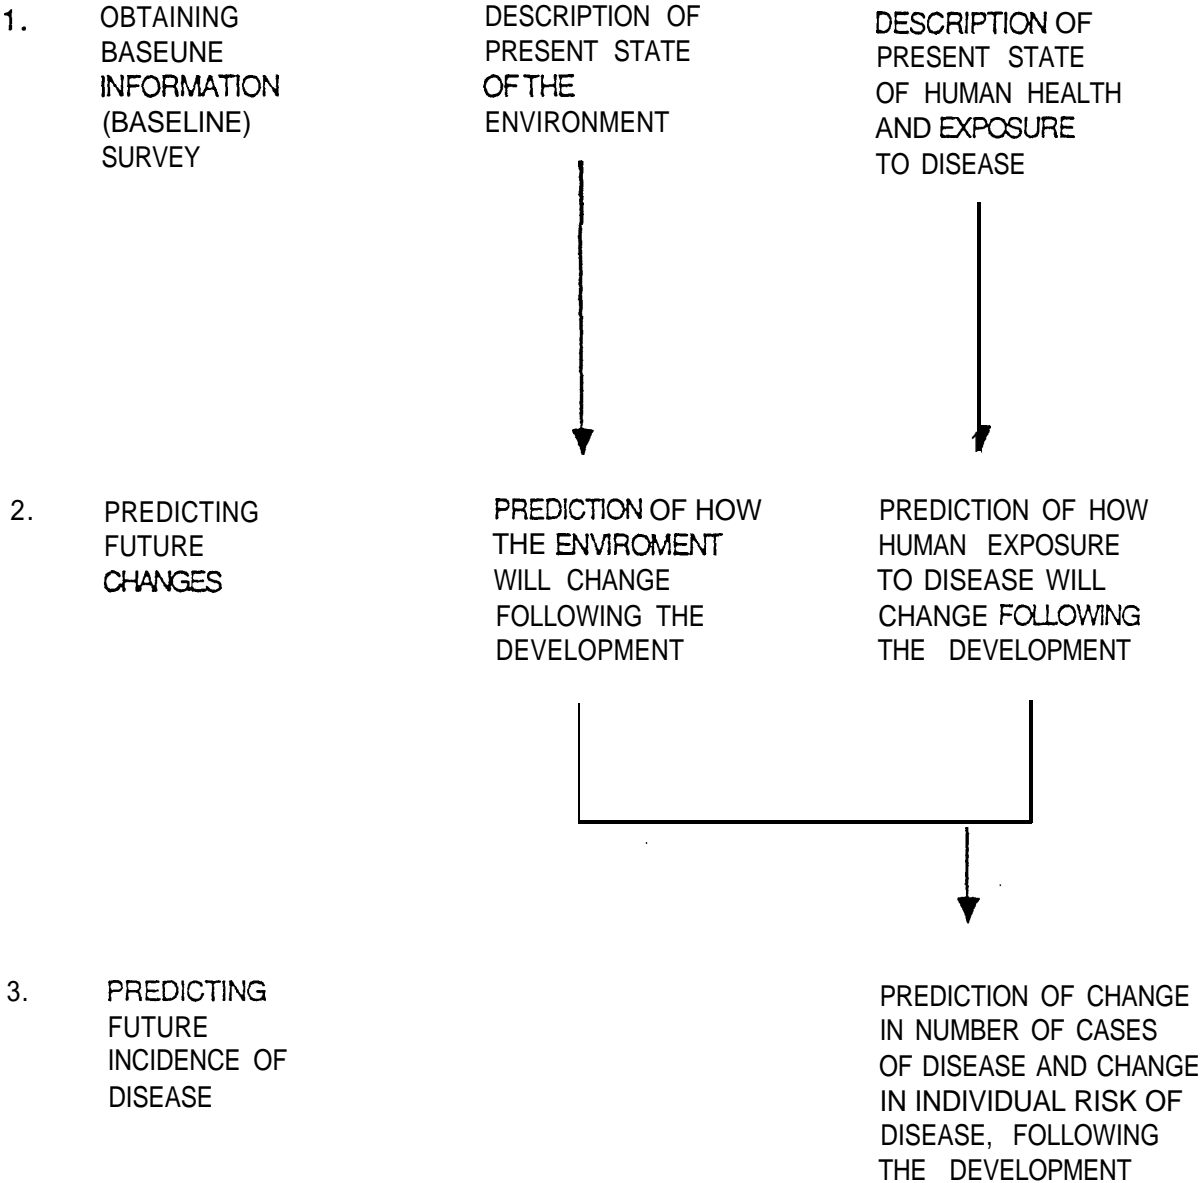 1.
OBTAINING
BASEUNE
INFORMATION
(BASELINE)
SURVEY
DESCRIPTION OF
PRESENT STATE
OF THE
ENVIRONMENT
DESCRIPTION OF
PRESENT STATE
OF HUMAN HEALTH
AND EXPOSURE
TO DISEASE
2.
PREDICTING
FUTURE
CHANGES
PREDICTION OF HOW
THE ENVIROMENT
WILL CHANGE
FOLLOWING THE
DEVELOPMENT
PREDICTION OF HOW
HUMAN EXPOSURE
TO DISEASE WILL
CHANGE FOLLOWING
THE DEVELOPMENT
3.
PREDICTING
FUTURE
INCIDENCE OF
DISEASE
PREDICTION OF CHANGE
IN NUMBER OF CASES
OF DISEASE AND CHANGE
IN INDIVIDUAL RISK OF
DISEASE, FOLLOWING
THE DEVELOPMENT